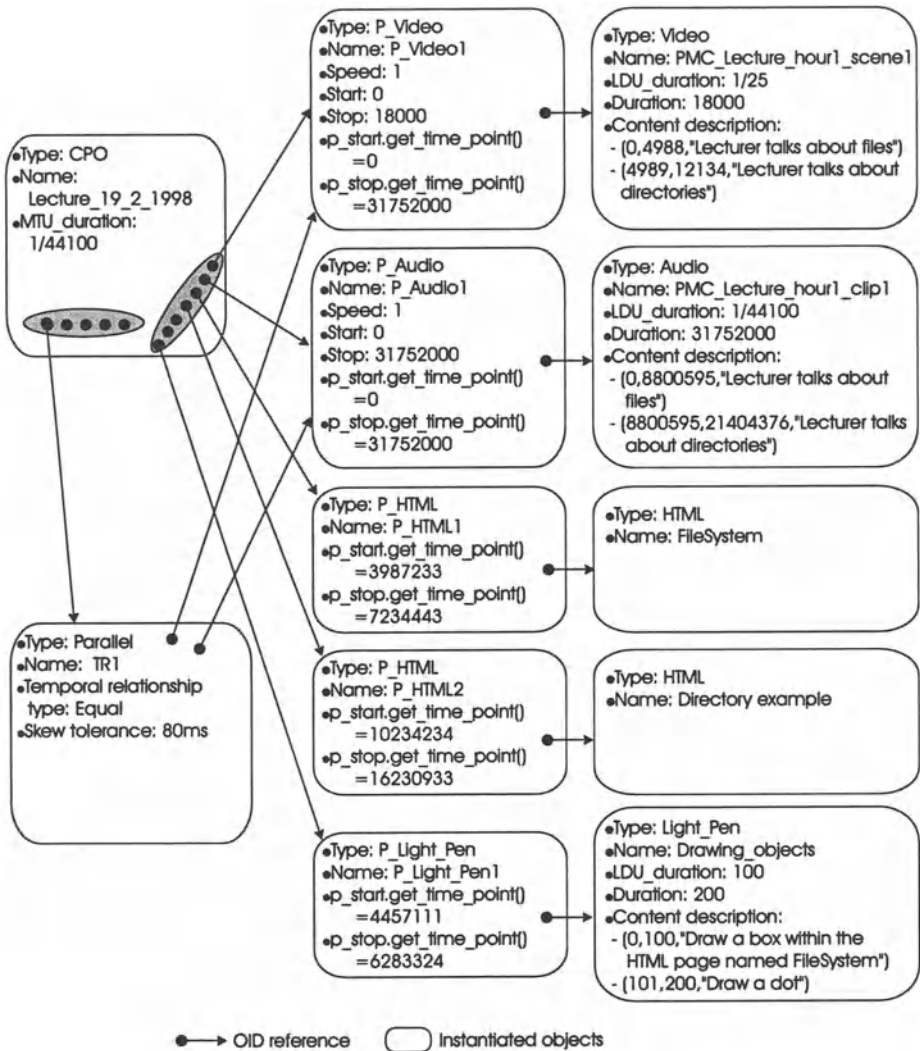 •Type: CPO
•Name:
Lecture_19_2_1998
•MTU_duration:
1/44100
•Type: Parallel
•Name: TR1
•Temporal relationship
type: Equal
•Skew tolerance: 80ms
•Type: P_Video
•Name: P_Video1
•Speed: 1
•Start: 0
•Stop: 18000
•p_start.get_time_point()
=0
•p_stop.get_time_point()
=31752000
•Type: P_Audio
•Name: P_Audio1
•Speed: 1
•Start: 0
•Stop: 31752000
•p_start.get_time_point()
=0
•p_stop.get_time_point()
=31752000
•Type: P_HTML
•Name: P_HTML1
•p_start.get_time_point()
=3987233
•p_stop.get_time_point()
=7234443
•Type: P_HTML
•Name: P_HTML2
•p_start.get_time_point()
=10234234
•p_stop.get_time_point()
=16230933
•Type: P_Light_Pen
•Name: P_Light_Pen1
•p_start.get_time_point()
=4457111
•p_stop.get_time_point()
=6283324
•Type: Video
•Name: PMC_Lecture_hour1_scene1
•LDU_duration: 1/25
•Duration: 18000
•Content description:
- (0,4988,"Lecturer talks about files")
- (4989,12134,"Lecturer talks about
directories")
•Type: Audio
•Name: PMC_Lecture_hour1_clip1
•LDU_duration: 1/44100
•Duration: 31752000
•Content description:
- (0,8800595,"Lecturer talks about
files")
- (8800595,21404376,"Lecturer talks
about directories")
•Type: HTML
•Name: FileSystem
•Type: HTML
•Name: Directory example
•Type: Light_Pen
•Name: Drawing_objects
•LDU_duration: 100
•Duration: 200
•Content description:
- (0,100,"Draw a box within the
HTML page named FileSystem")
- (101,200,"Draw a dot")
OID reference
Instantiated objects